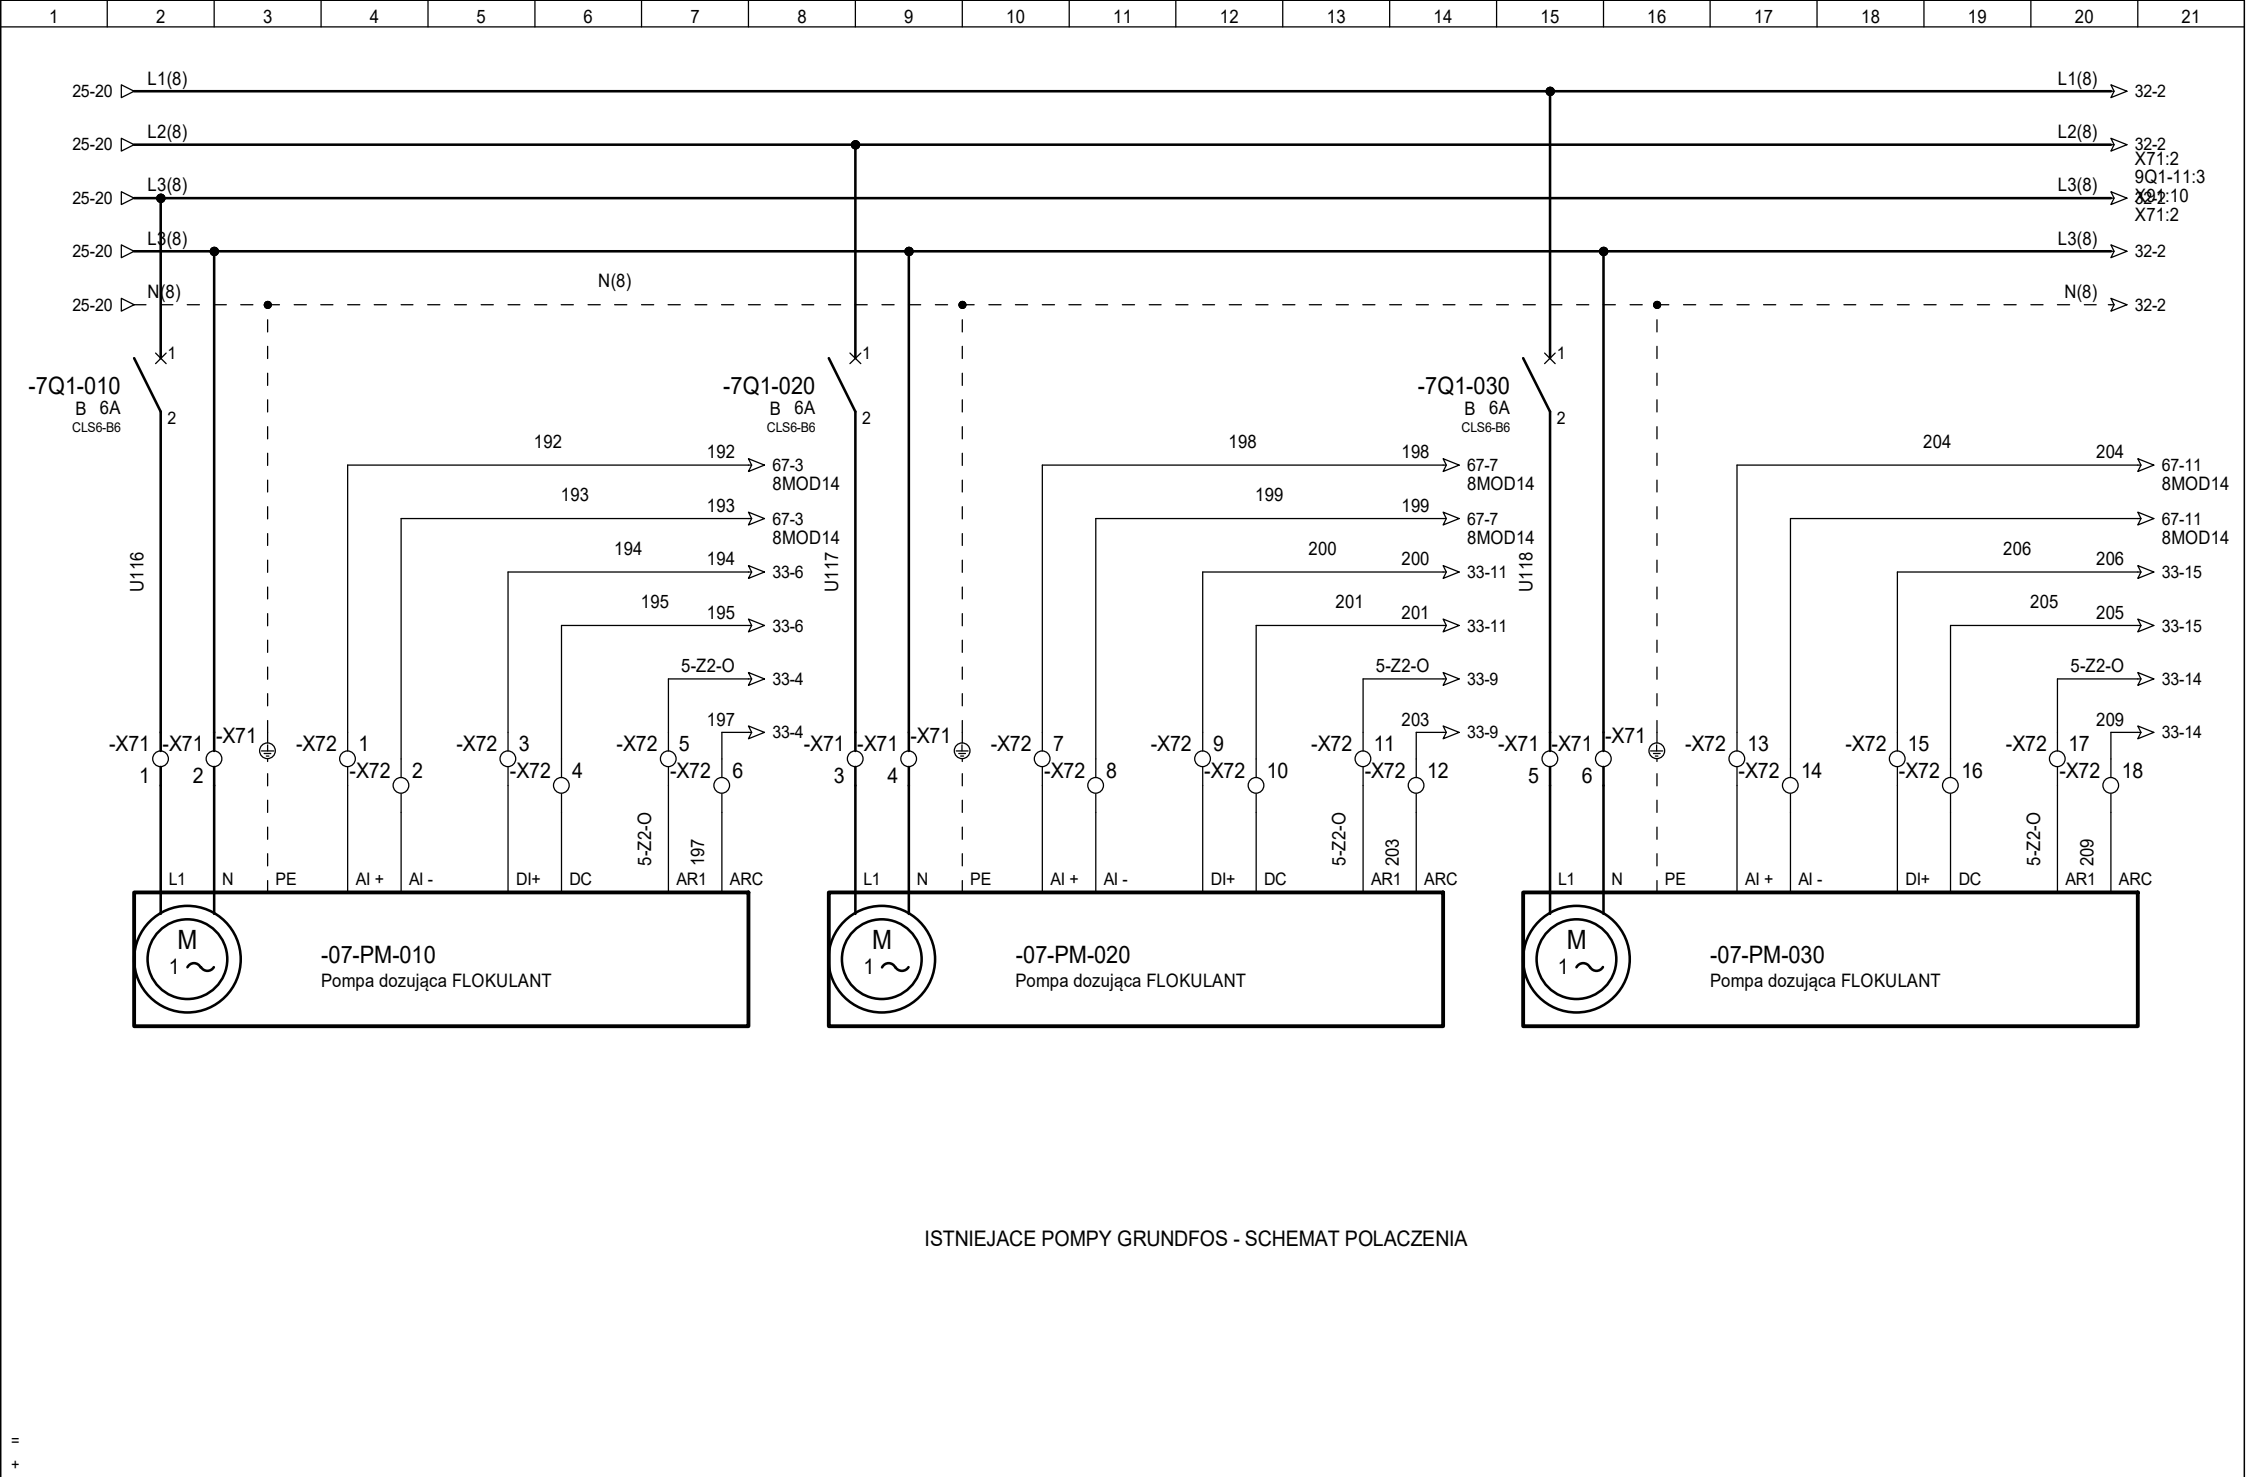 1 2 3 4 5 6 7 8 9 10 11 12 13 14 15 16 17 18 19 20 21
25-20 L1(8) L1(8) 32-2
25-20 L2(8) L2(8) 32-2
X71:2
9Q1-11:3
25-20 L3(8) L3(8) 32-2
X91:10
X71:2
25-20 L3(8) L3(8) 32-2
25-20 N(8) N(8) N(8) 32-2
1 1 1
-7Q1-010 -7Q1-020 -7Q1-030
B 6A B 6A B 6A
2 2 2
CLS6-B6 CLS6-B6 CLS6-B6
192 192 67-3 198 198 67-7 204 204 67-11
8MOD14 8MOD14 8MOD14
193 193 67-3 199 199 67-7 67-11
8MOD14 8MOD14 8MOD14
U116 U117 U118
194 194 33-6 200 200 33-11 206 206 33-15
195 195 33-6 201 201 33-11 205 205 33-15
5-Z2-O 33-4 5-Z2-O 33-9 5-Z2-O 33-14
197 33-4 203 33-9 209 33-14
-X71 -X71 -X71 -X72 1 -X72 3 -X72 5 -X71 -X71 -X71 -X72 7 -X72 9 -X72 11 -X71 -X71 -X71 -X72 13 -X72 15 -X72 17
1 2 -X72 2 -X72 4 -X72 6 3 4 -X72 8 -X72 10 -X72 12 5 6 -X72 14 -X72 16 -X72 18
5-Z2-O 197 5-Z2-O 203 5-Z2-O 209
L1 N PE AI + AI - DI+ DC AR1 ARC L1 N PE AI + AI - DI+ DC AR1 ARC L1 N PE AI + AI - DI+ DC AR1 ARC
M M M
1 1 1
-07-PM-010 -07-PM-020 -07-PM-030
Pompa dozująca FLOKULANT Pompa dozująca FLOKULANT Pompa dozująca FLOKULANT
ISTNIEJACE POMPY GRUNDFOS - SCHEMAT POLACZENIA
=
+